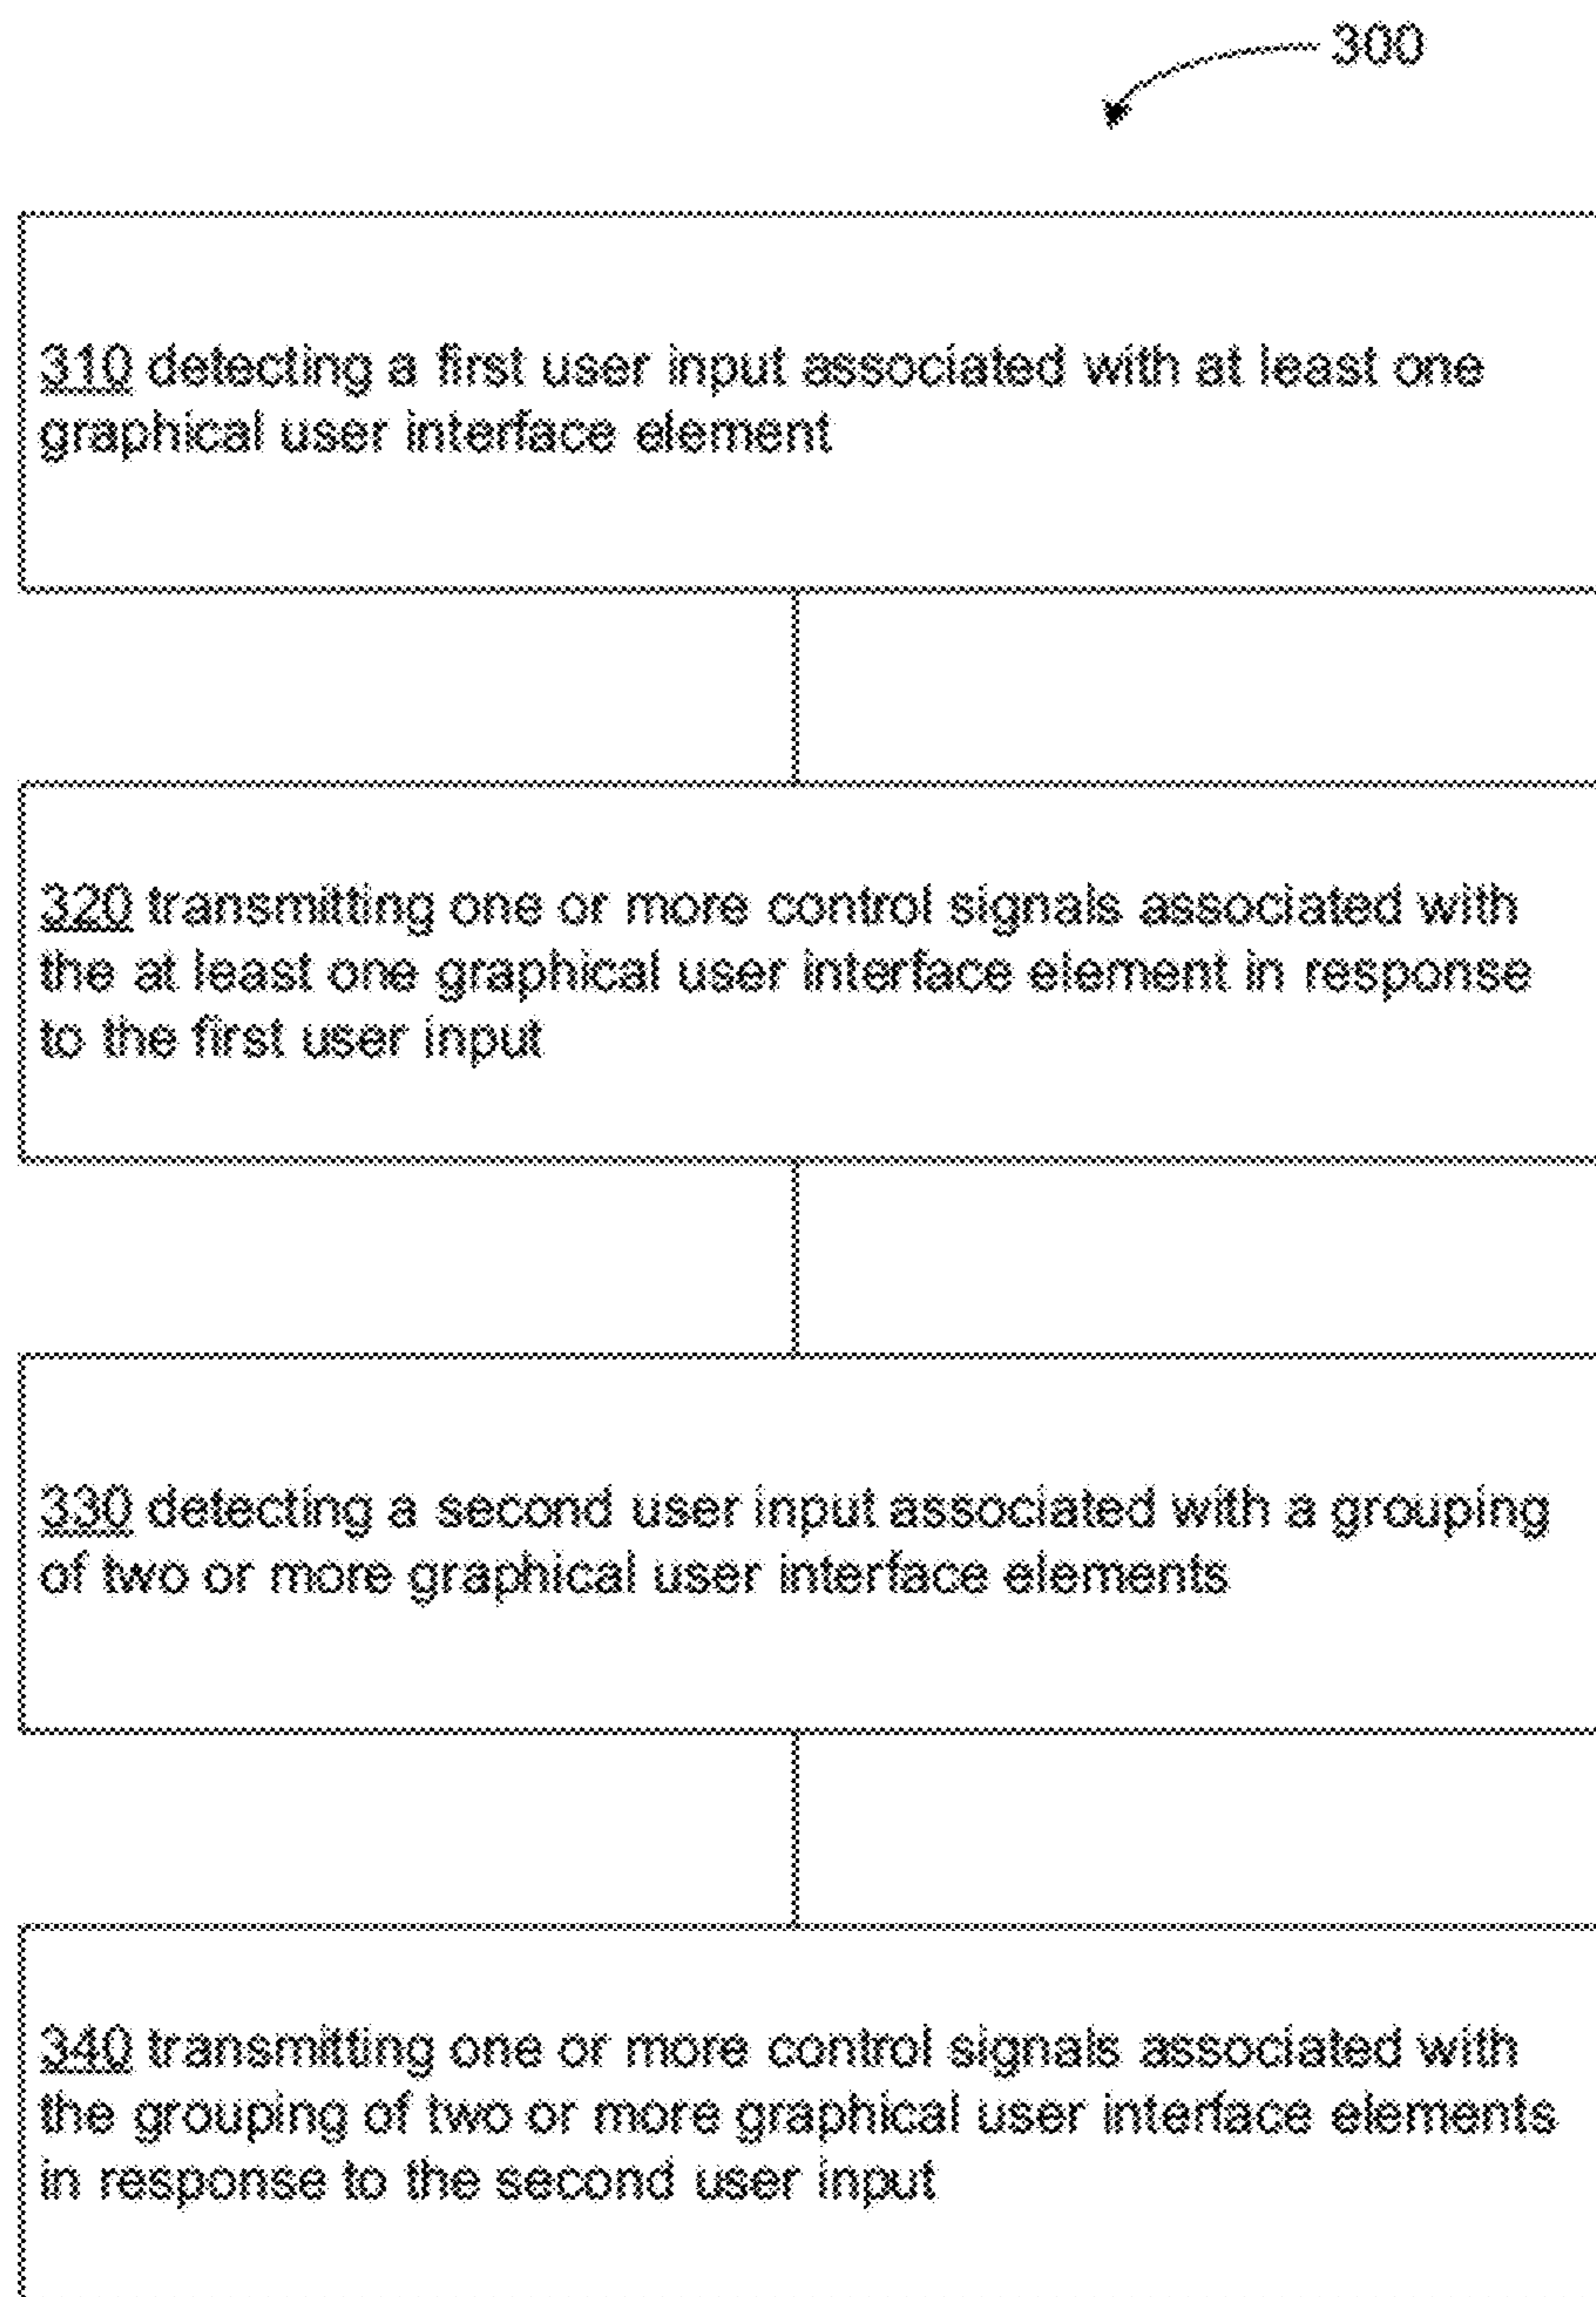 300
310 detecting a first user input associated with at least one
graphical user interface element
320 transmitting one or more control signals associated with
the at least one graphical user interface element in response
to the first user input
330 detecting a second user input associated with a grouping
of two or more graphical user interface elements
340 transmitting one or more control signals associated with
the grouping of two or more graphical user interface elements
in response to the second user input